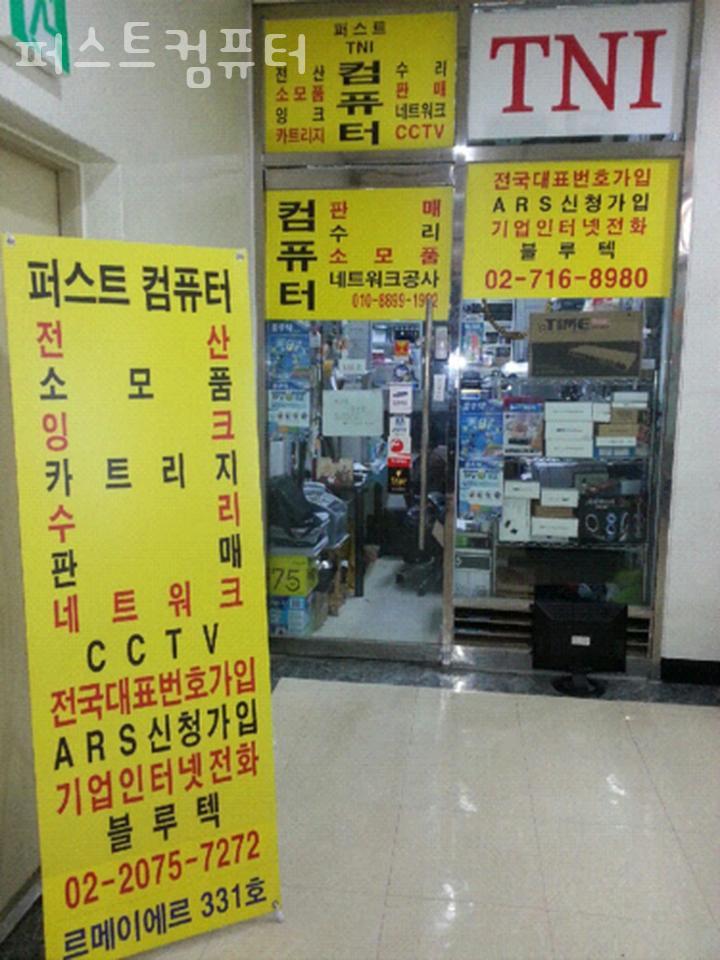 퍼스트컴퓨터
퍼스트
TNI
전산 컴퓨터 수리
소모품 판매
잉크 네트워크
카트리지 CCTV
TNI
컴퓨터
판매
수리
소모품
네트워크공사
전국대표번호가입
ARS신청가입
기업인터넷전화
블루텍
02-716-8980
TIME
75
퍼스트 컴퓨터
전산
소모품
잉크
카트리지
수리
판매
네트워크
CCTV
전국대표번호가입
ARS신청가입
기업인터넷전화
블루텍
02-2075-7272
르메이에르 331호